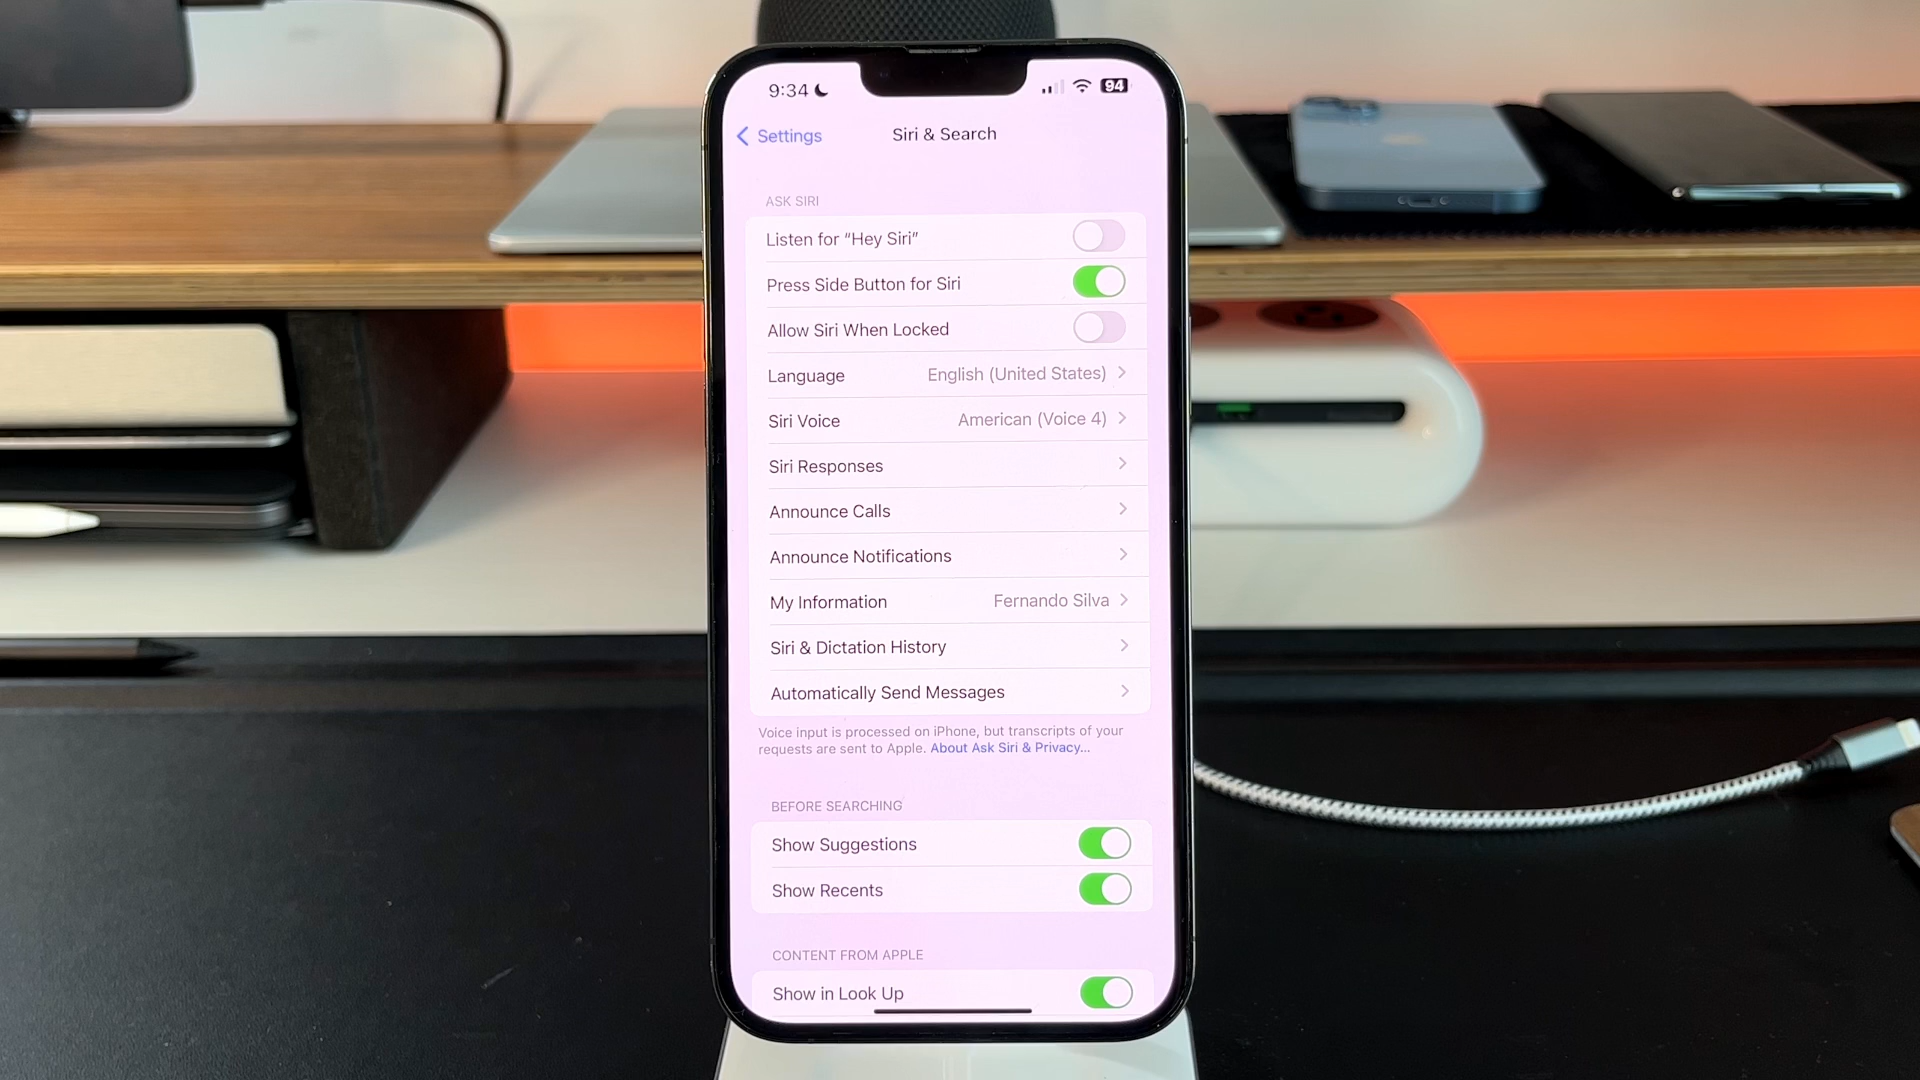 9:34
94
Settings
Siri & Search
ASK SIRI
Listen for “Hey Siri”
Press Side Button for Siri
Allow Siri When Locked
Language English (United States)
Siri Voice American (Voice 4)
Siri Responses
Announce Calls
Announce Notifications
My Information Fernando Silva
Siri & Dictation History
Automatically Send Messages
Voice input is processed on iPhone, but transcripts of your
requests are sent to Apple. About Ask Siri & Privacy...
BEFORE SEARCHING
Show Suggestions
Show Recents
CONTENT FROM APPLE
Show in Look Up